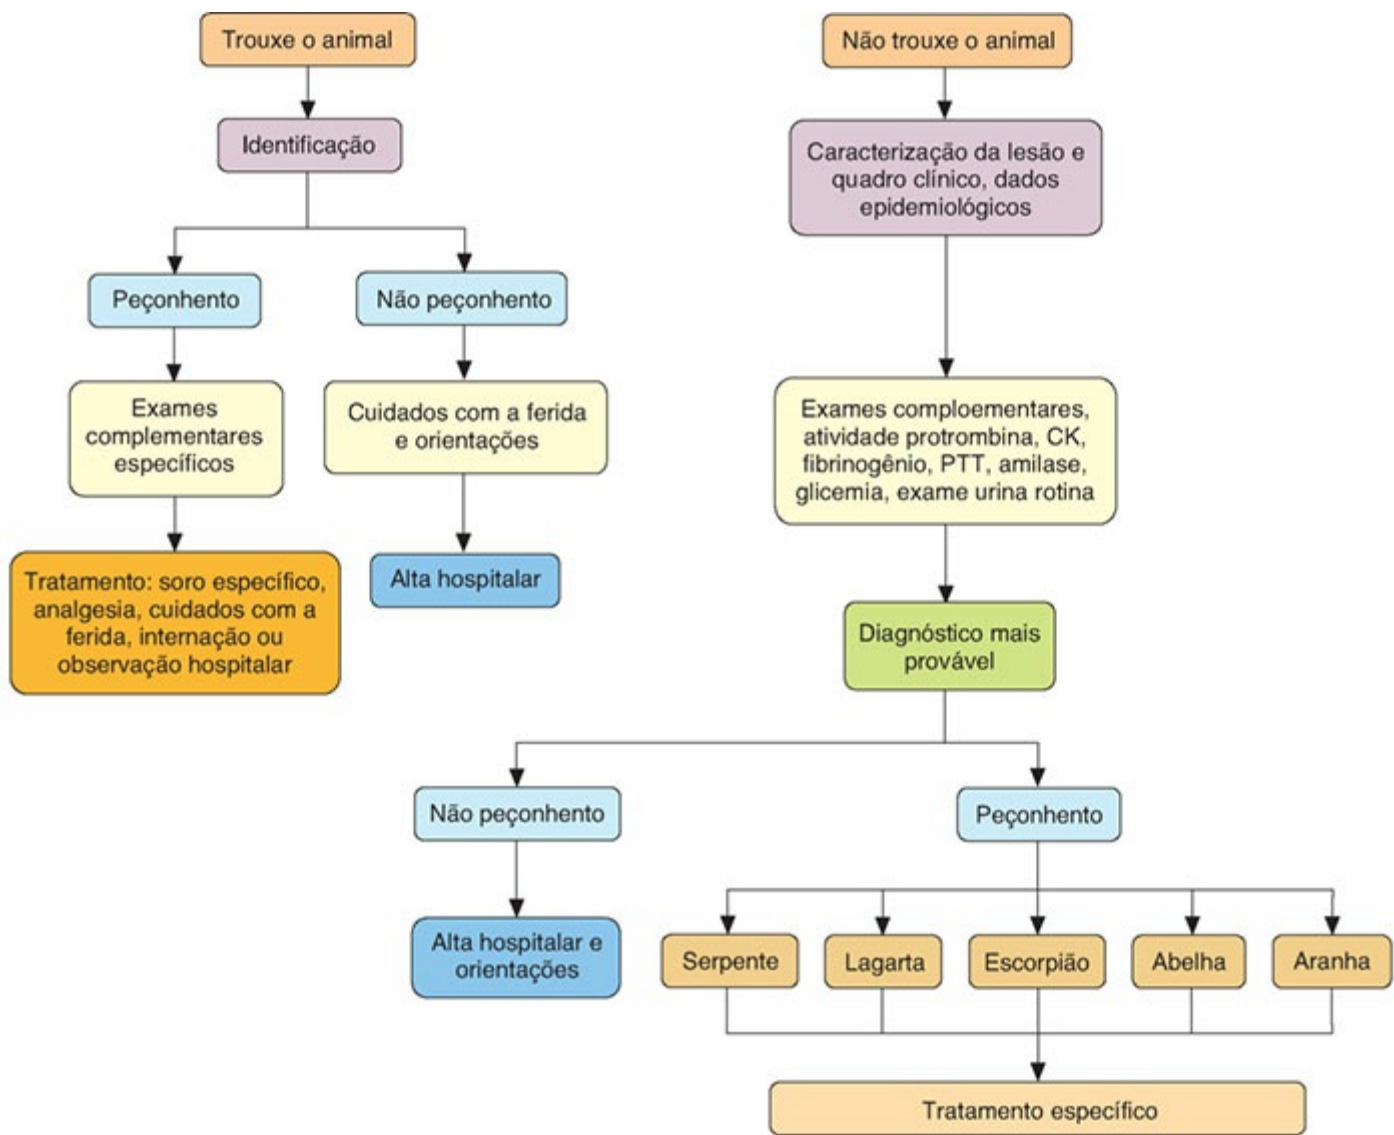 Trouxe o animal
Identificação
Peçonhento
Não peçonhento
Exames
complementares
específicos
Cuidados com a ferida
e orientações
Tratamento: soro específico,
analgesia, cuidados com a
ferida, internação ou
observação hospitalar
Alta hospitalar
Não trouxe o animal
Caracterização da lesão e
quadro clínico, dados
epidemiológicos
Exames comploementares,
atividade protrombina, CK,
fibrinogênio, PTT, amilase,
glicemia, exame urina rotina
Diagnóstico mais
provável
Não peçonhento
Peçonhento
Alta hospitalar e
orientações
Serpente
Lagarta
Escorpião
Abelha
Aranha
Tratamento específico